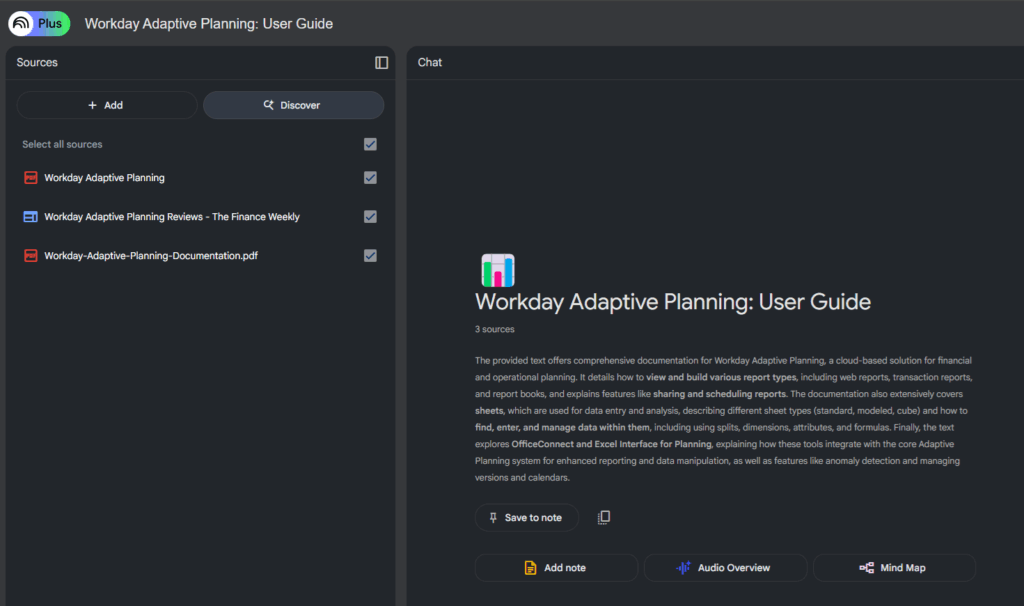 Plus
Workday Adaptive Planning: User Guide
Sources
+ Add
Discover
Select all sources
PDF Workday Adaptive Planning
Workday Adaptive Planning Reviews - The Finance Weekly
PDF Workday-Adaptive-Planning-Documentation.pdf
Chat
Workday Adaptive Planning: User Guide
3 sources
The provided text offers comprehensive documentation for Workday Adaptive Planning, a cloud-based solution for financial
and operational planning. It details how to view and build various report types, including web reports, transaction reports,
and report books, and explains features like sharing and scheduling reports. The documentation also extensively covers
sheets, which are used for data entry and analysis, describing different sheet types (standard, modeled, cube) and how to
find, enter, and manage data within them, including using splits, dimensions, attributes, and formulas. Finally, the text
explores OfficeConnect and Excel Interface for Planning, explaining how these tools integrate with the core Adaptive
Planning system for enhanced reporting and data manipulation, as well as features like anomaly detection and managing
versions and calendars.
Save to note
Add note
Audio Overview
Mind Map